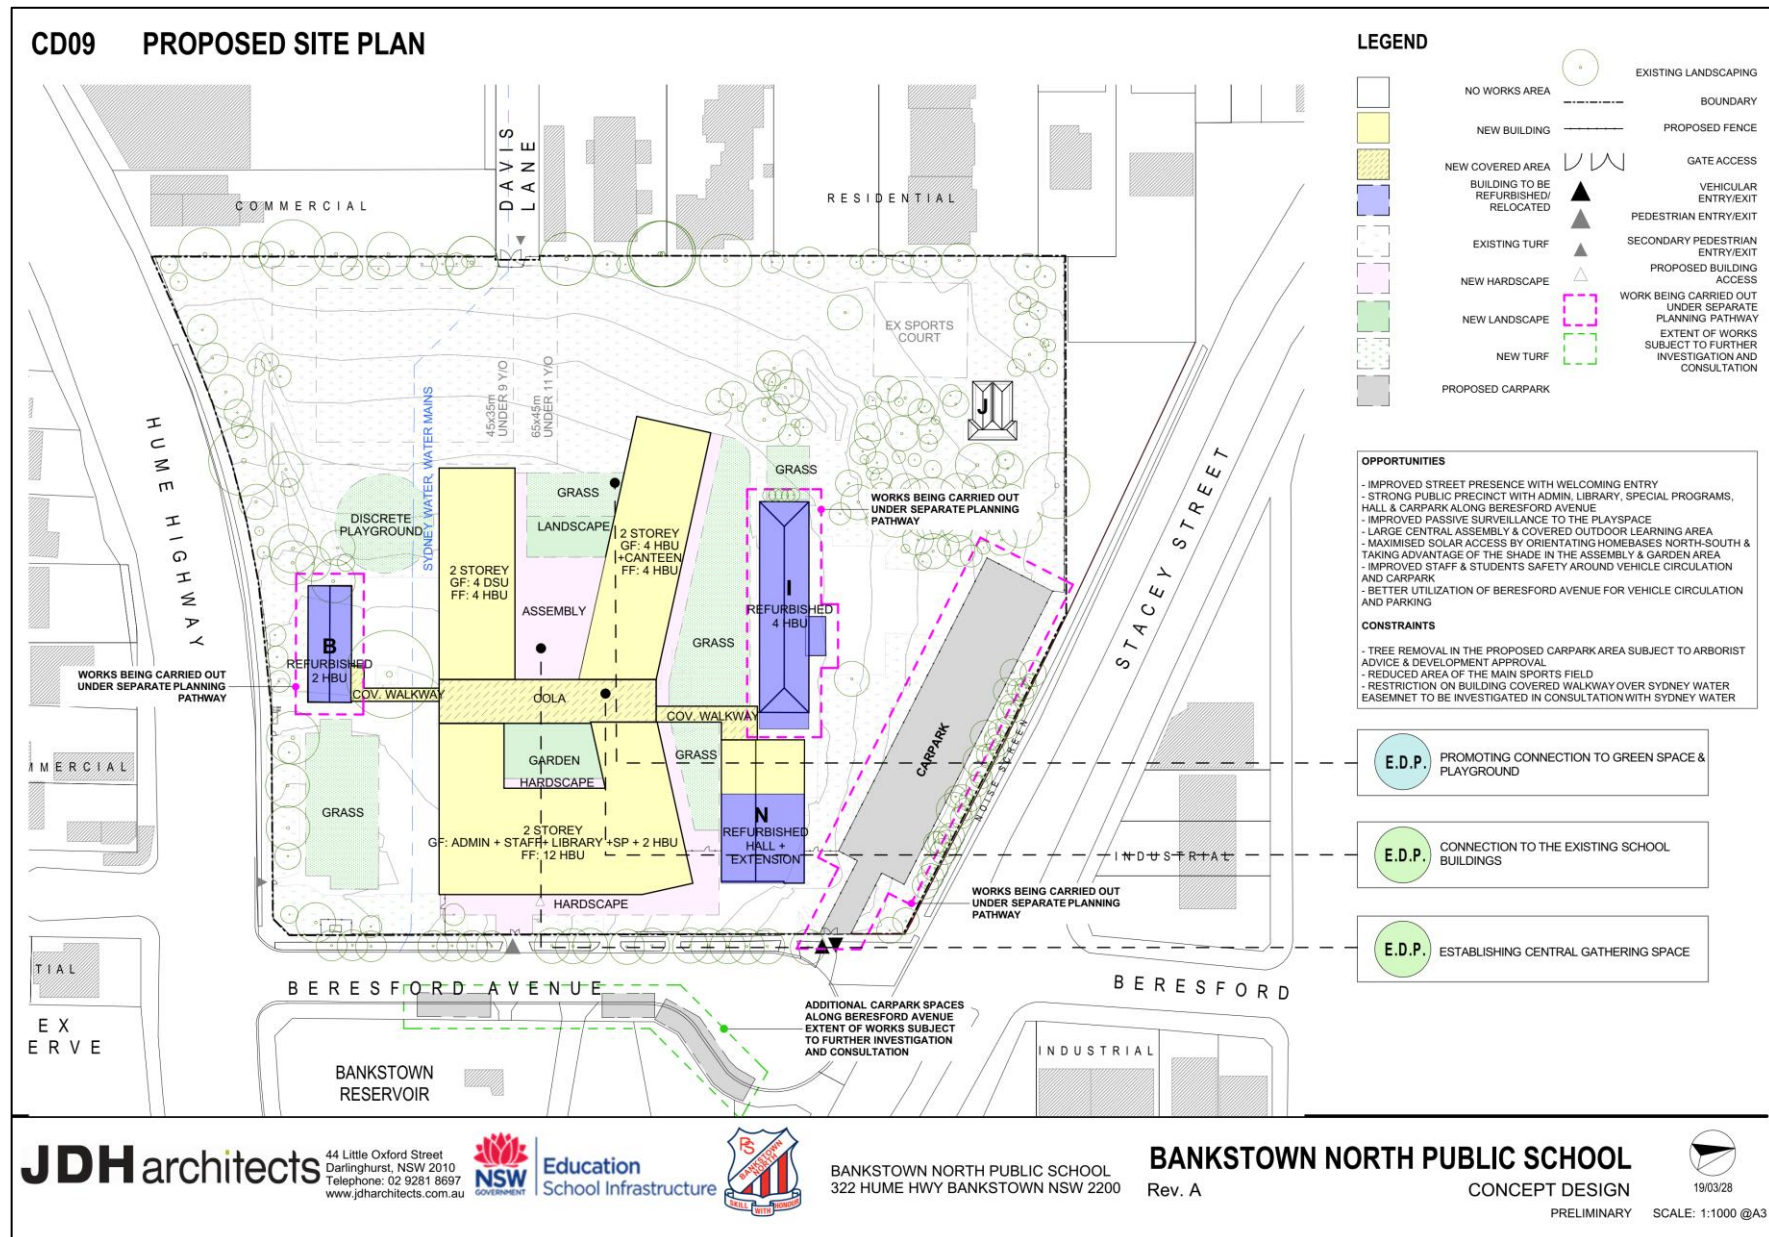 CD09 PROPOSED SITE PLAN
LEGEND
NO WORKS AREA
NEW BUILDING
NEW COVERED AREA
BUILDING TO BE
REFURBISHED/
RELOCATED
EXISTING TURF
NEW HARDSCAPE
NEW LANDSCAPE
NEW TURF
PROPOSED CARPARK
EXISTING LANDSCAPING
BOUNDARY
PROPOSED FENCE
GATE ACCESS
VEHICULAR
ENTRY/EXIT
PEDESTRIAN ENTRY/EXIT
SECONDARY PEDESTRIAN
ENTRY/EXIT
PROPOSED BUILDING
ACCESS
WORK BEING CARRIED OUT
UNDER SEPARATE
PLANNING PATHWAY
EXTENT OF WORKS
SUBJECT TO FURTHER
INVESTIGATION AND
CONSULTATION
OPPORTUNITIES
- IMPROVED STREET PRESENCE WITH WELCOMING ENTRY
- STRONG PUBLIC PRECINCT WITH ADMIN, LIBRARY, SPECIAL PROGRAMS,
HALL & CARPARK ALONG BERESFORD AVENUE
- IMPROVED PASSIVE SURVEILLANCE TO THE PLAYSPACE
- LARGE CENTRAL ASSEMBLY & COVERED OUTDOOR LEARNING AREA
- MAXIMISED SOLAR ACCESS BY ORIENTATING HOMEBASES NORTH-SOUTH &
TAKING ADVANTAGE OF THE SHADE IN THE ASSEMBLY & GARDEN AREA
- IMPROVED STAFF & STUDENTS SAFETY AROUND VEHICLE CIRCULATION
AND CARPARK
- BETTER UTILIZATION OF BERESFORD AVENUE FOR VEHICLE CIRCULATION
AND PARKING
CONSTRAINTS
- TREE REMOVAL IN THE PROPOSED CARPARK AREA SUBJECT TO ARBORIST
ADVICE & DEVELOPMENT APPROVAL
- REDUCED AREA OF THE MAIN SPORTS FIELD
- RESTRICTION ON BUILDING COVERED WALKWAY OVER SYDNEY WATER
EASEMNET TO BE INVESTIGATED IN CONSULTATION WITH SYDNEY WATER
E.D.P. PROMOTING CONNECTION TO GREEN SPACE &
PLAYGROUND
E.D.P. CONNECTION TO THE EXISTING SCHOOL
BUILDINGS
E.D.P. ESTABLISHING CENTRAL GATHERING SPACE
COMMERCIAL
DAVIS
LANE
RESIDENTIAL
EX SPORTS
COURT
J
45x35m
UNDER 9 Y/O
65x45m
UNDER 11 Y/O
SYDNEY WATER, WATER MAINS
HUME HIGHWAY
STACEY STREET
GRASS
GRASS
LANDSCAPE
DISCRETE
PLAYGROUND
WORKS BEING CARRIED OUT
UNDER SEPARATE PLANNING
PATHWAY
2 STOREY
GF: 4 HBU
+CANTEEN
FF: 4 HBU
2 STOREY
GF: 4 DSU
FF: 4 HBU
ASSEMBLY
I
REFURBISHED
4 HBU
GRASS
B
REFURBISHED
2 HBU
WORKS BEING CARRIED OUT
UNDER SEPARATE PLANNING
PATHWAY
COV. WALKWAY
COLA
COV. WALKWAY
GARDEN
HARDSCAPE
GRASS
CARPARK
NOISE SCREEN
MMERCIAL
GRASS
2 STOREY
GF: ADMIN + STAFF+ LIBRARY +SP + 2 HBU
FF: 12 HBU
N
REFURBISHED
HALL +
EXTENSION
HARDSCAPE
WORKS BEING CARRIED OUT
UNDER SEPARATE PLANNING
PATHWAY
INDUSTRIAL
TIAL
BERESFORD AVENUE
BERESFORD
EX
ERVE
ADDITIONAL CARPARK SPACES
ALONG BERESFORD AVENUE
EXTENT OF WORKS SUBJECT
TO FURTHER INVESTIGATION
AND CONSULTATION
BANKSTOWN
RESERVOIR
INDUSTRIAL
JDH architects
44 Little Oxford Street
Darlinghurst, NSW 2010
Telephone: 02 9281 8697
www.jdharchitects.com.au
NSW
GOVERNMENT
Education
School Infrastructure
PS
BANKSTOWN
NORTH
SKILL WITH HONOUR
BANKSTOWN NORTH PUBLIC SCHOOL
322 HUME HWY BANKSTOWN NSW 2200
BANKSTOWN NORTH PUBLIC SCHOOL
Rev. A
CONCEPT DESIGN
PRELIMINARY
SCALE: 1:1000 @A3
19/03/28